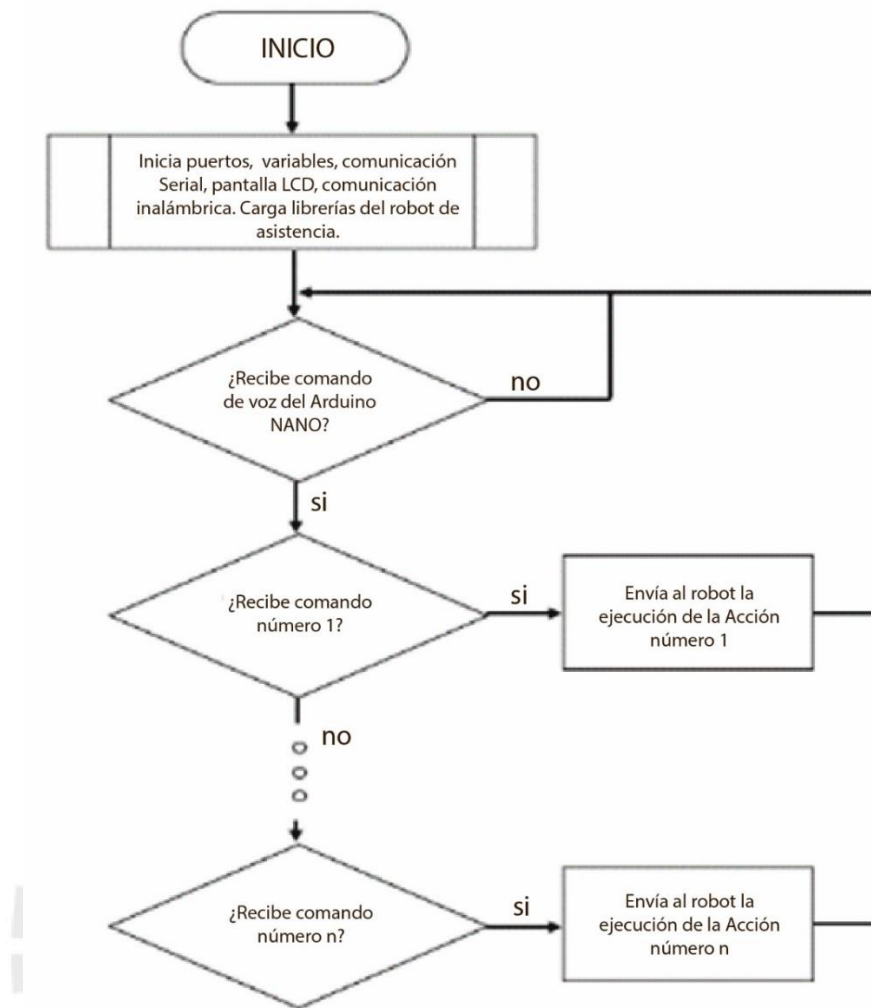 INICIO
Inicia puertos, variables, comunicación
Serial, pantalla LCD, comunicación
inalámbrica. Carga librerías del robot de
asistencia.
¿Recibe comando
de voz del Arduino
NANO?
no
si
¿Recibe comando
número 1?
si
Envía al robot la
ejecución de la Acción
número 1
no
¿Recibe comando
número n?
si
Envía al robot la
ejecución de la Acción
número n